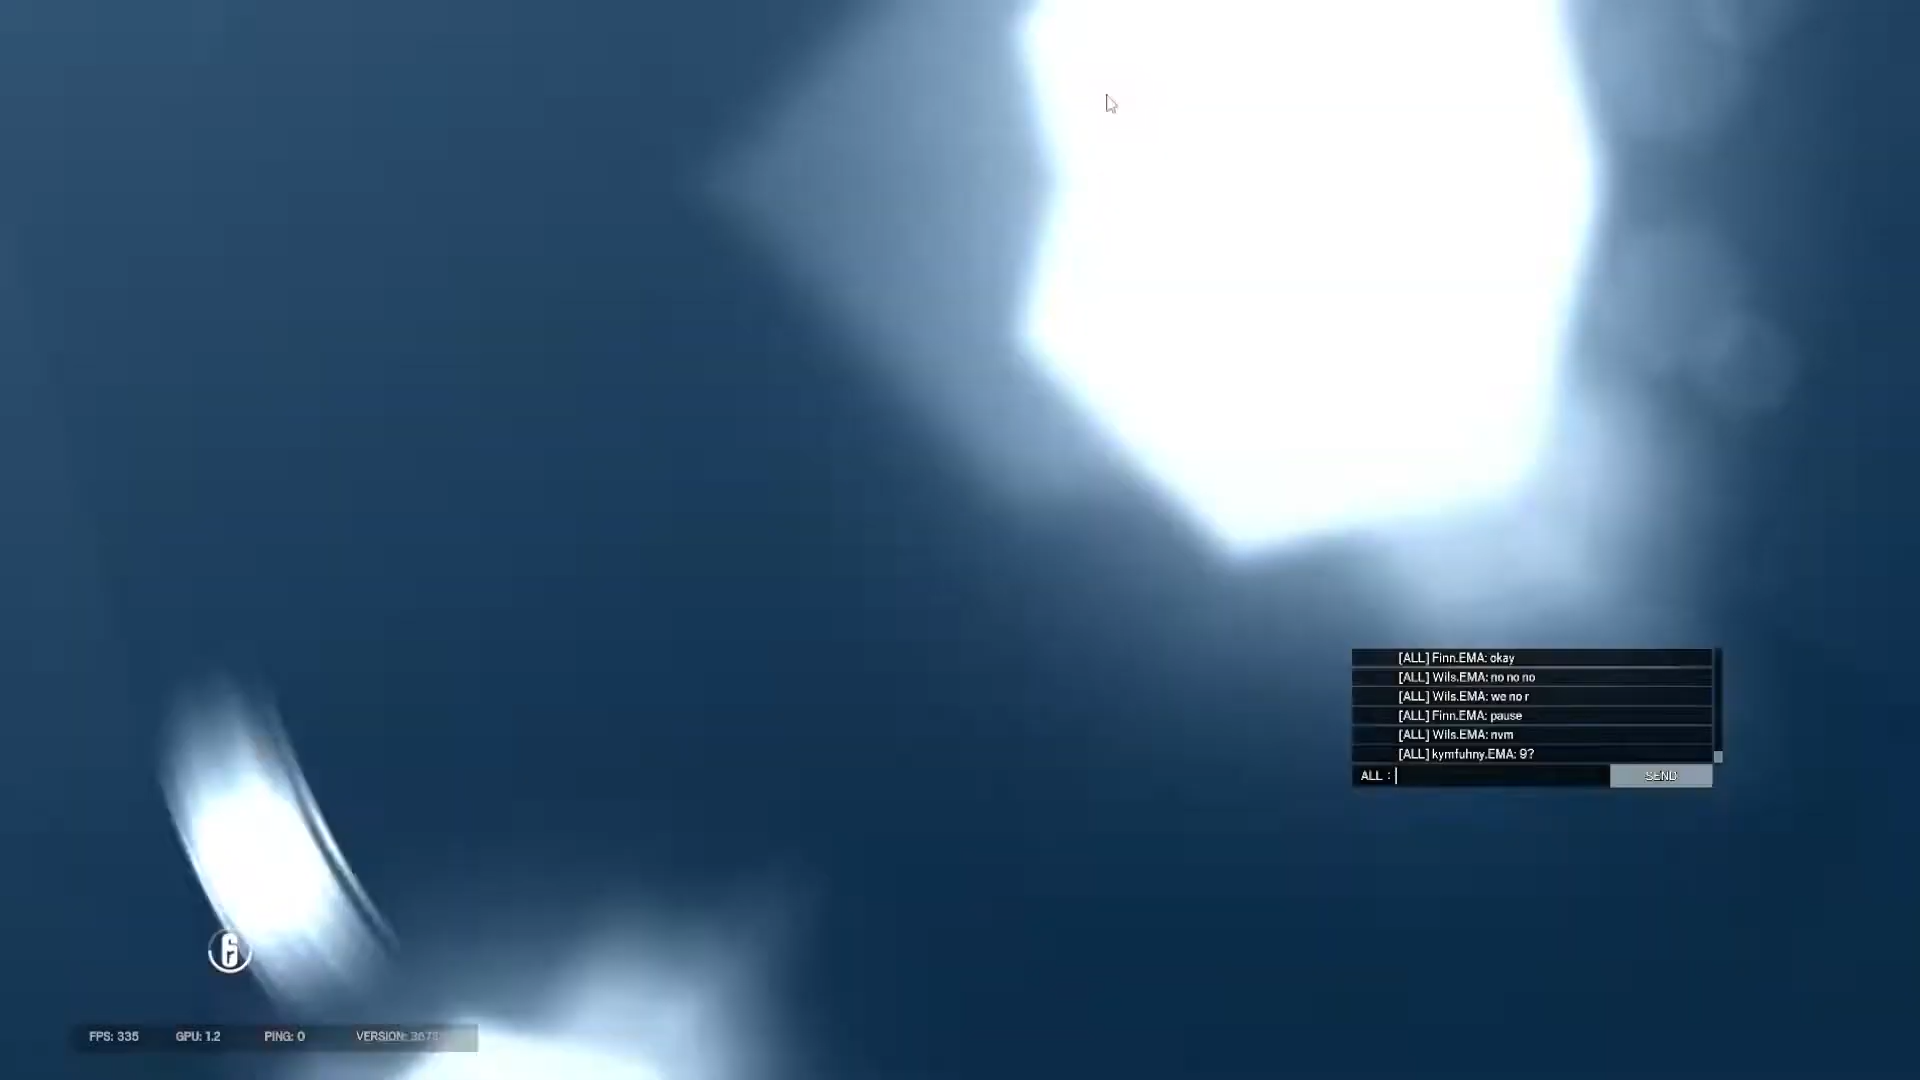 [ALL] Finn.EMA: okay
[ALL] Wils.EMA: no no no
[ALL] Wils.EMA: we no r
[ALL] Finn.EMA: pause
[ALL] Wils.EMA: nvm
[ALL] kymfuhny.EMA: 9?
ALL : SEND
FPS: 335 GPU: 1.2 PING: 0 VERSION: